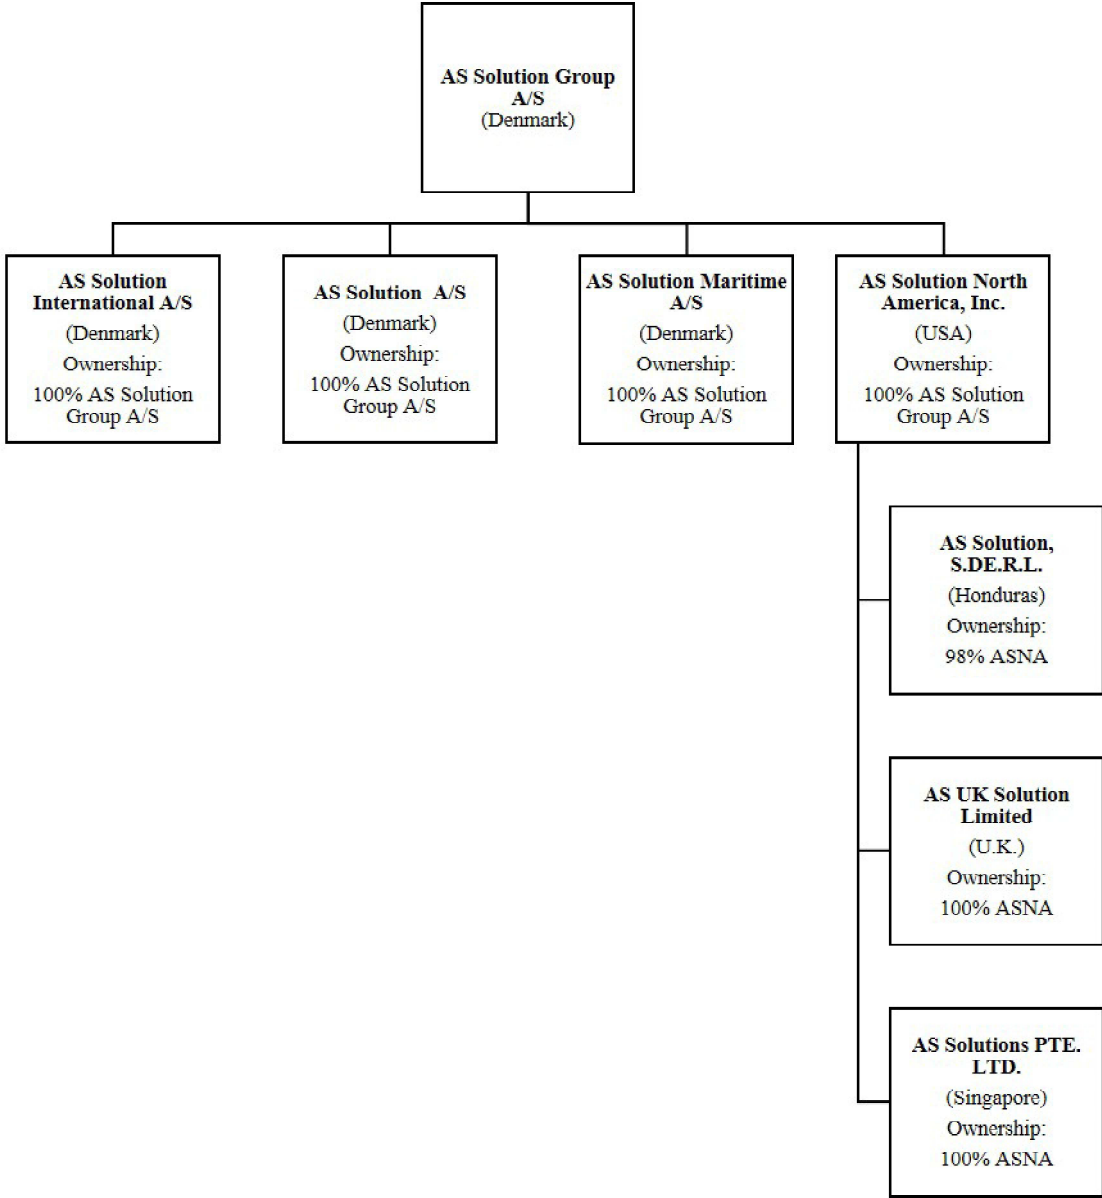 AS Solution Group
A/S
(Denmark)
AS Solution
International A/S
(Denmark)
Ownership:
100% AS Solution
Group A/S
AS Solution A/S
(Denmark)
Ownership:
100% AS Solution
Group A/S
AS Solution Maritime
A/S
(Denmark)
Ownership:
100% AS Solution
Group A/S
AS Solution North
America, Inc.
(USA)
Ownership:
100% AS Solution
Group A/S
AS Solution,
S.DE.R.L.
(Honduras)
Ownership:
98% ASNA
AS UK Solution
Limited
(U.K.)
Ownership:
100% ASNA
AS Solutions PTE.
LTD.
(Singapore)
Ownership:
100% ASNA